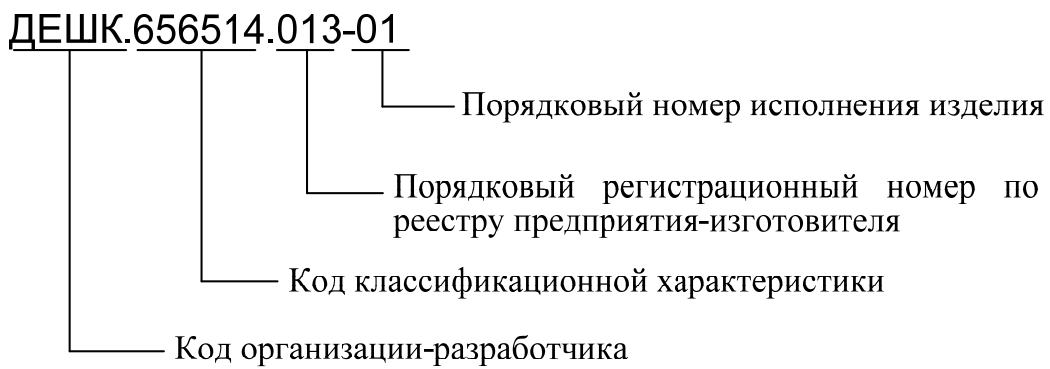 ДЕШК.656514.013-01
Порядковый номер исполнения изделия
Порядковый регистрационный номер по
реестру предприятия-изготовителя
Код классификационной характеристики
Код организации-разработчика